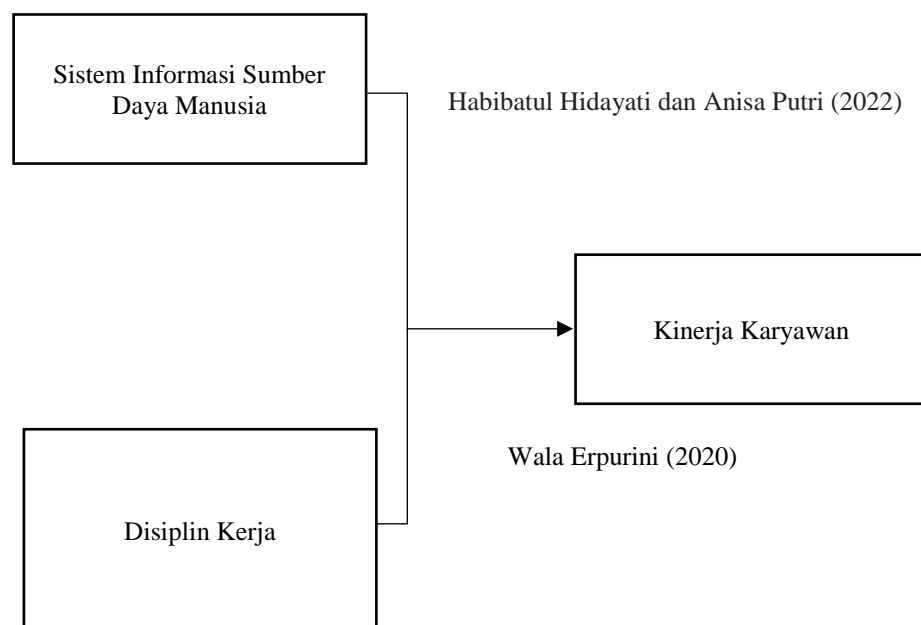 Sistem Informasi Sumber
Daya Manusia
Habibatul Hidayati dan Anisa Putri (2022)
Kinerja Karyawan
Wala Erpurini (2020)
Disiplin Kerja